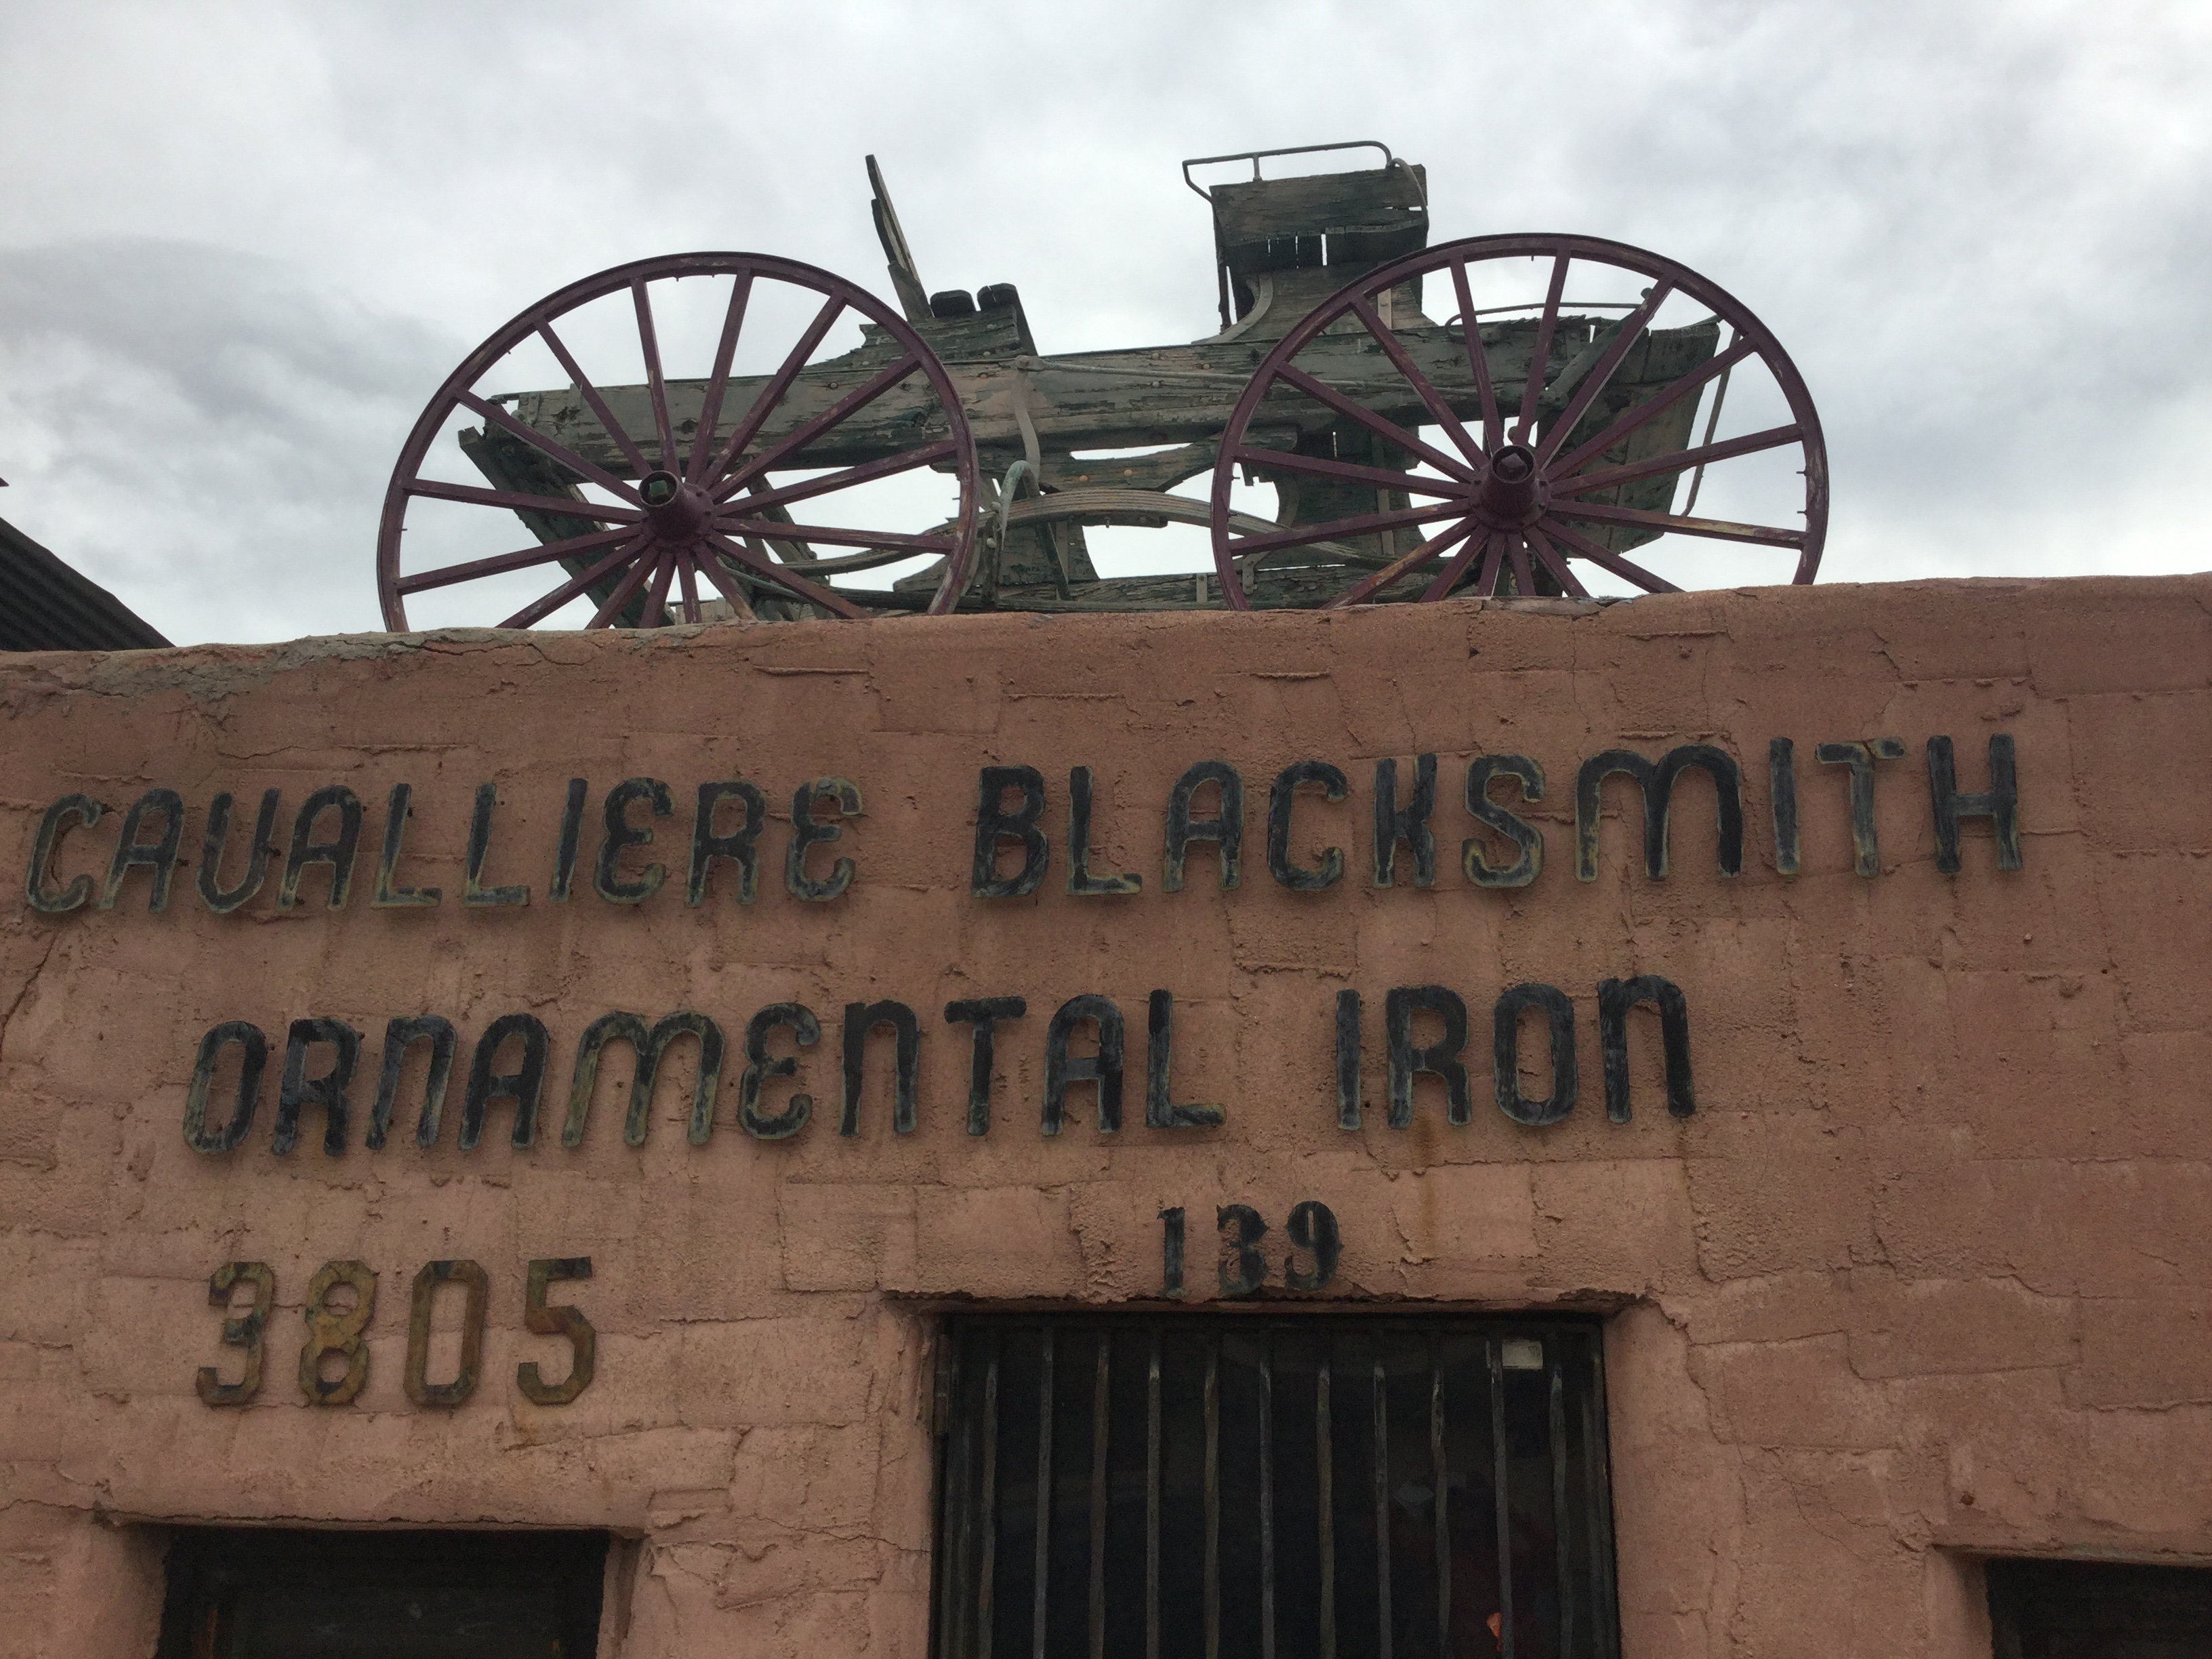 CAVALLIERE BLACKSMITH
ORNAMENTAL IRON
139
3805